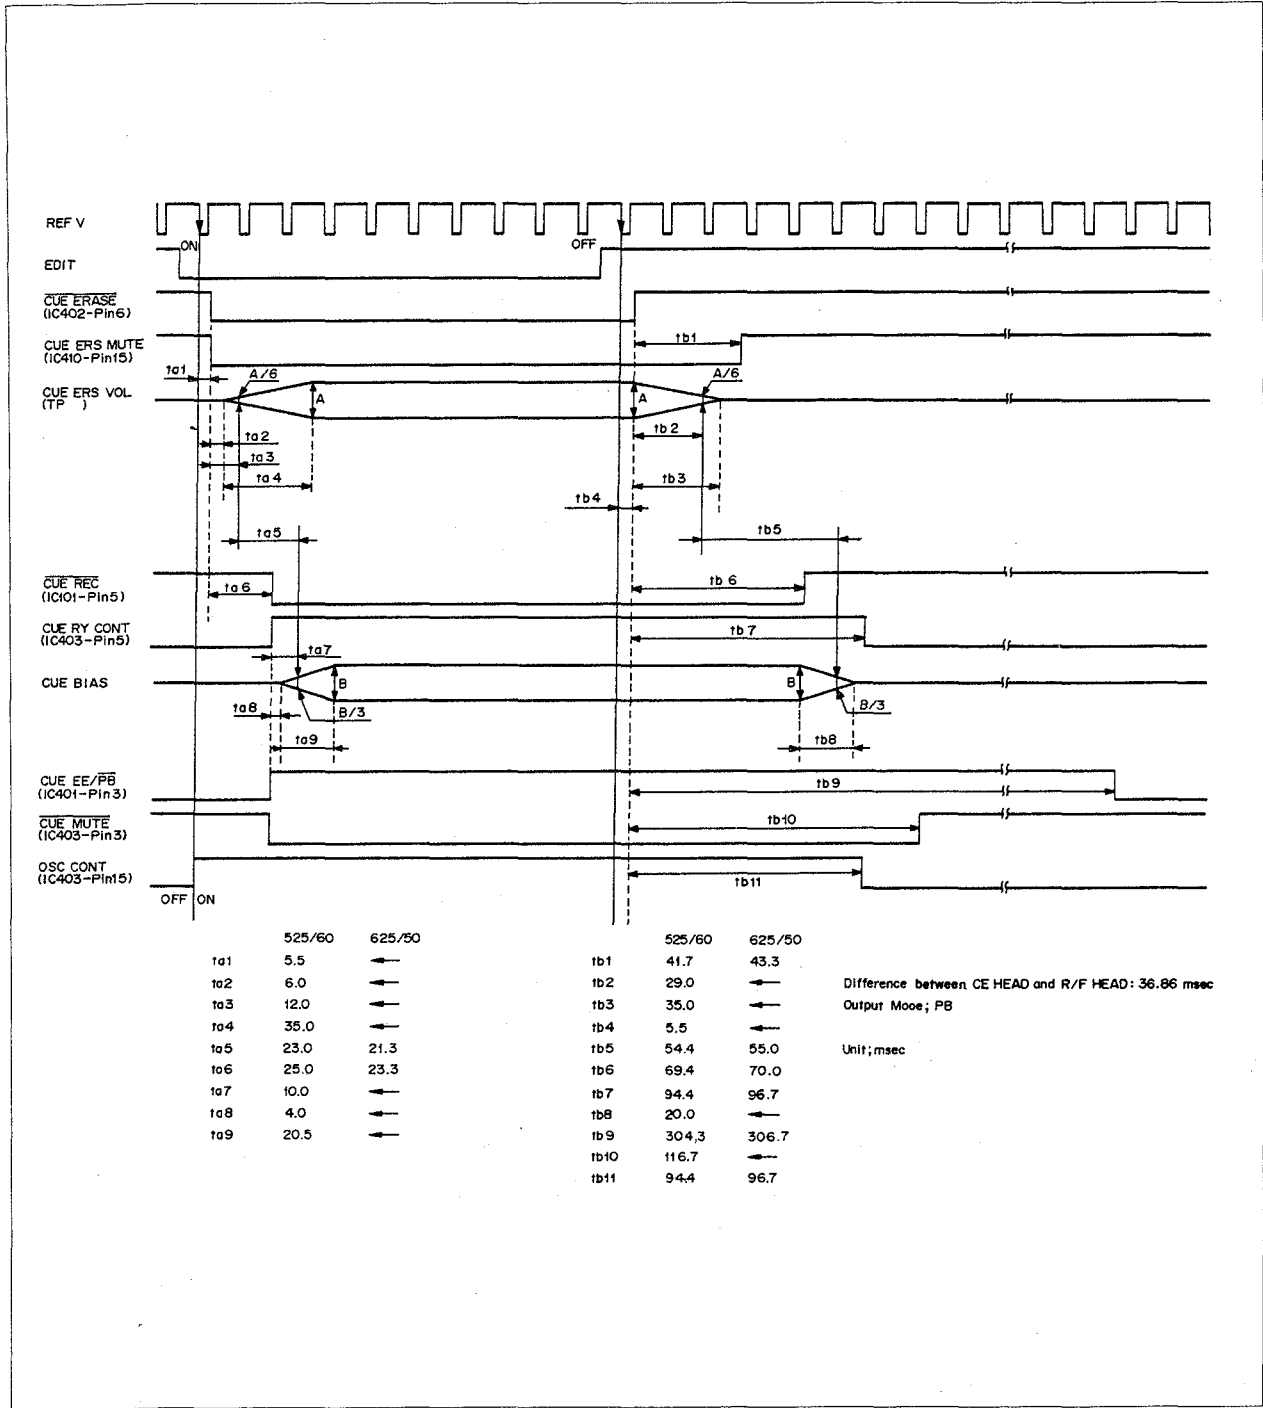 REF V
ON
OFF
EDIT
CUE ERASE
(IC402-Pin6)
CUE ERS MUTE
(IC410-Pin15)
tb1
ta1
A/6
A/6
CUE ERS VOL
(TP )
A
A
ta2
tb2
ta3
ta4
tb3
tb4
ta5
tb5
CUE REC
(IC101-Pin5)
ta6
tb6
CUE RY CONT
(IC403-Pin5)
tb7
ta7
CUE BIAS
B
B
ta8
B/3
B/3
ta9
tb8
CUE EE/PB
(IC401-Pin3)
tb9
CUE MUTE
(IC403-Pin3)
tb10
OSC CONT
(IC403-Pin15)
tb11
OFF ON
525/60 625/50
ta1 5.5 ←
ta2 6.0 ←
ta3 12.0 ←
ta4 35.0 ←
ta5 23.0 21.3
ta6 25.0 23.3
ta7 10.0 ←
ta8 4.0 ←
ta9 20.5 ←
525/60 625/50
tb1 41.7 43.3
tb2 29.0 ←
tb3 35.0 ←
tb4 5.5 ←
tb5 54.4 55.0
tb6 69.4 70.0
tb7 94.4 96.7
tb8 20.0 ←
tb9 304,3 306.7
tb10 116.7 ←
tb11 94.4 96.7
Difference between CE HEAD and R/F HEAD: 36.86 msec
Output Mooe; PB
Unit; msec